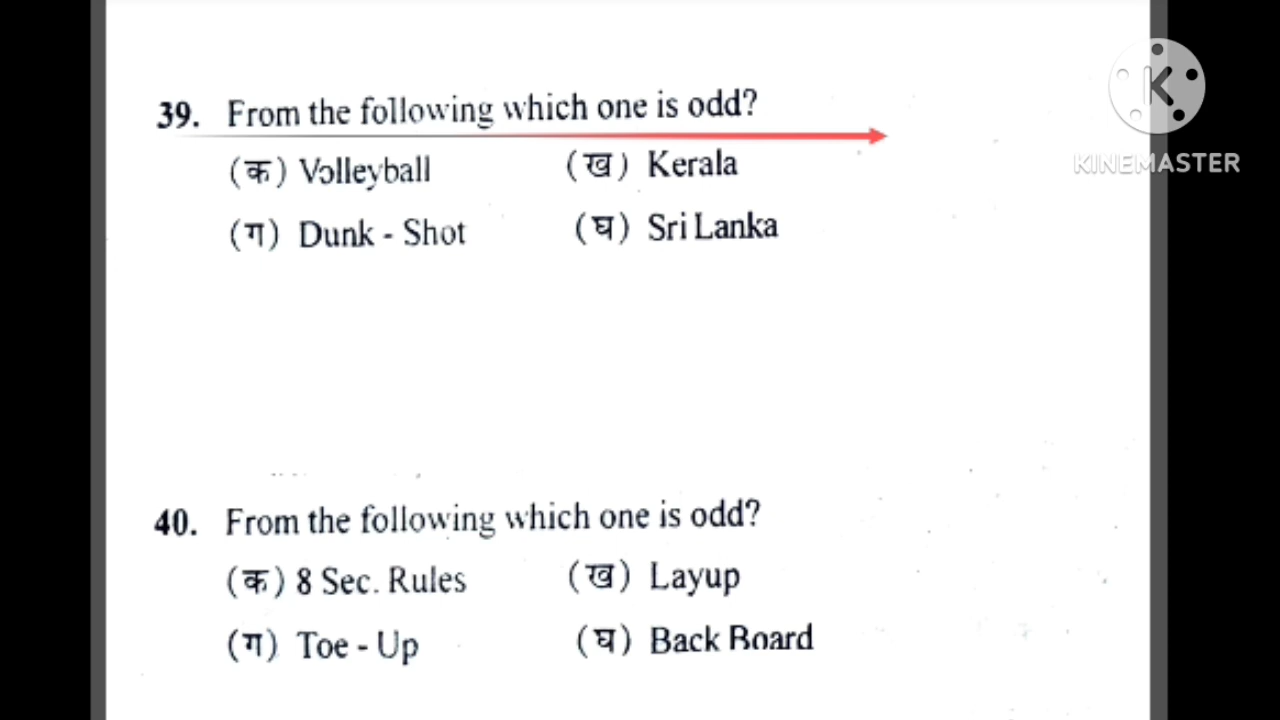 39. From the following which one is odd?
(क) Volleyball (ख) Kerala
(ग) Dunk - Shot (घ) Sri Lanka
K
KINEMASTER
40. From the following which one is odd?
(क) 8 Sec. Rules (ख) Layup
(ग) Toe - Up (घ) Back Board